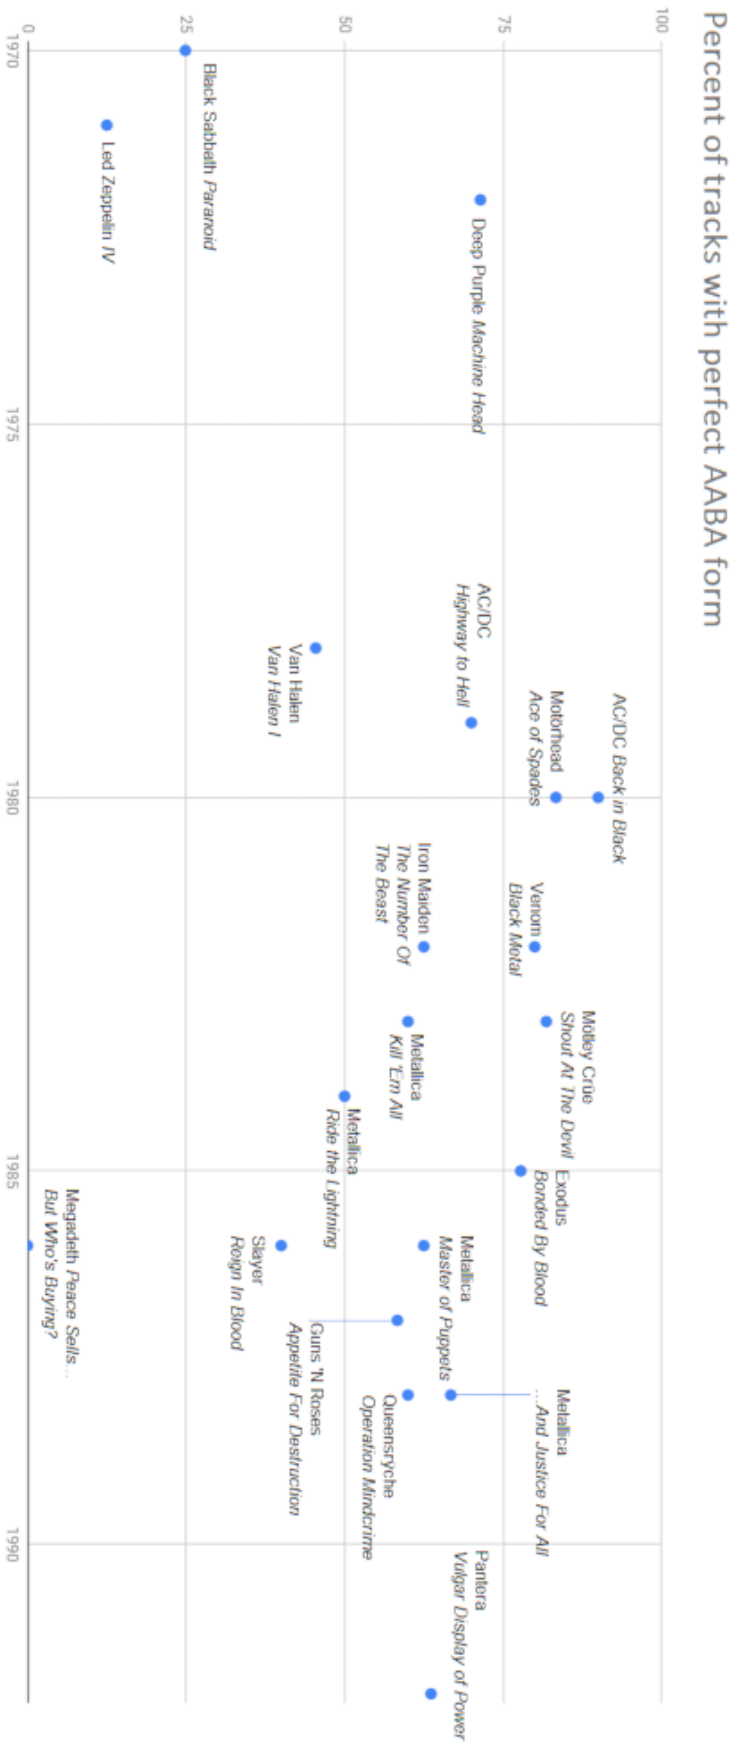 Percent of tracks with perfect AABA form
100
75
50
25
0
AC/DC Back in Black
Motörhead
Ace of Spades
Mötley Crüe
Shout At The Devil
Venom
Black Metal
Exodus
Bonded By Blood
Metallica
...And Justice For All
Deep Purple Machine Head
AC/DC
Highway to Hell
Metallica
Master of Puppets
Pantera
Vulgar Display of Power
Iron Maiden
The Number Of
The Beast
Metallica
Kill 'Em All
Queensryche
Operation Mindcrime
Metallica
Ride the Lightning
Guns 'N Roses
Appetite For Destruction
Van Halen
Van Halen I
Slayer
Reign In Blood
Black Sabbath Paranoid
Led Zeppelin IV
Megadeth Peace Sells...
But Who's Buying?
1970
1975
1980
1985
1990